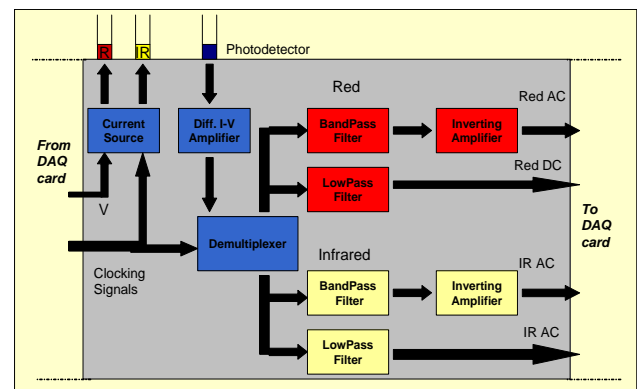 R
IR
Photodetector
Red
Red AC
Current
Source
Diff. I-V
Amplifier
BandPass
Filter
Inverting
Amplifier
From
DAQ
card
Red DC
LowPass
Filter
V
To
DAQ
card
Demultiplexer
Infrared
Clocking
Signals
IR AC
BandPass
Filter
Inverting
Amplifier
IR AC
LowPass
Filter